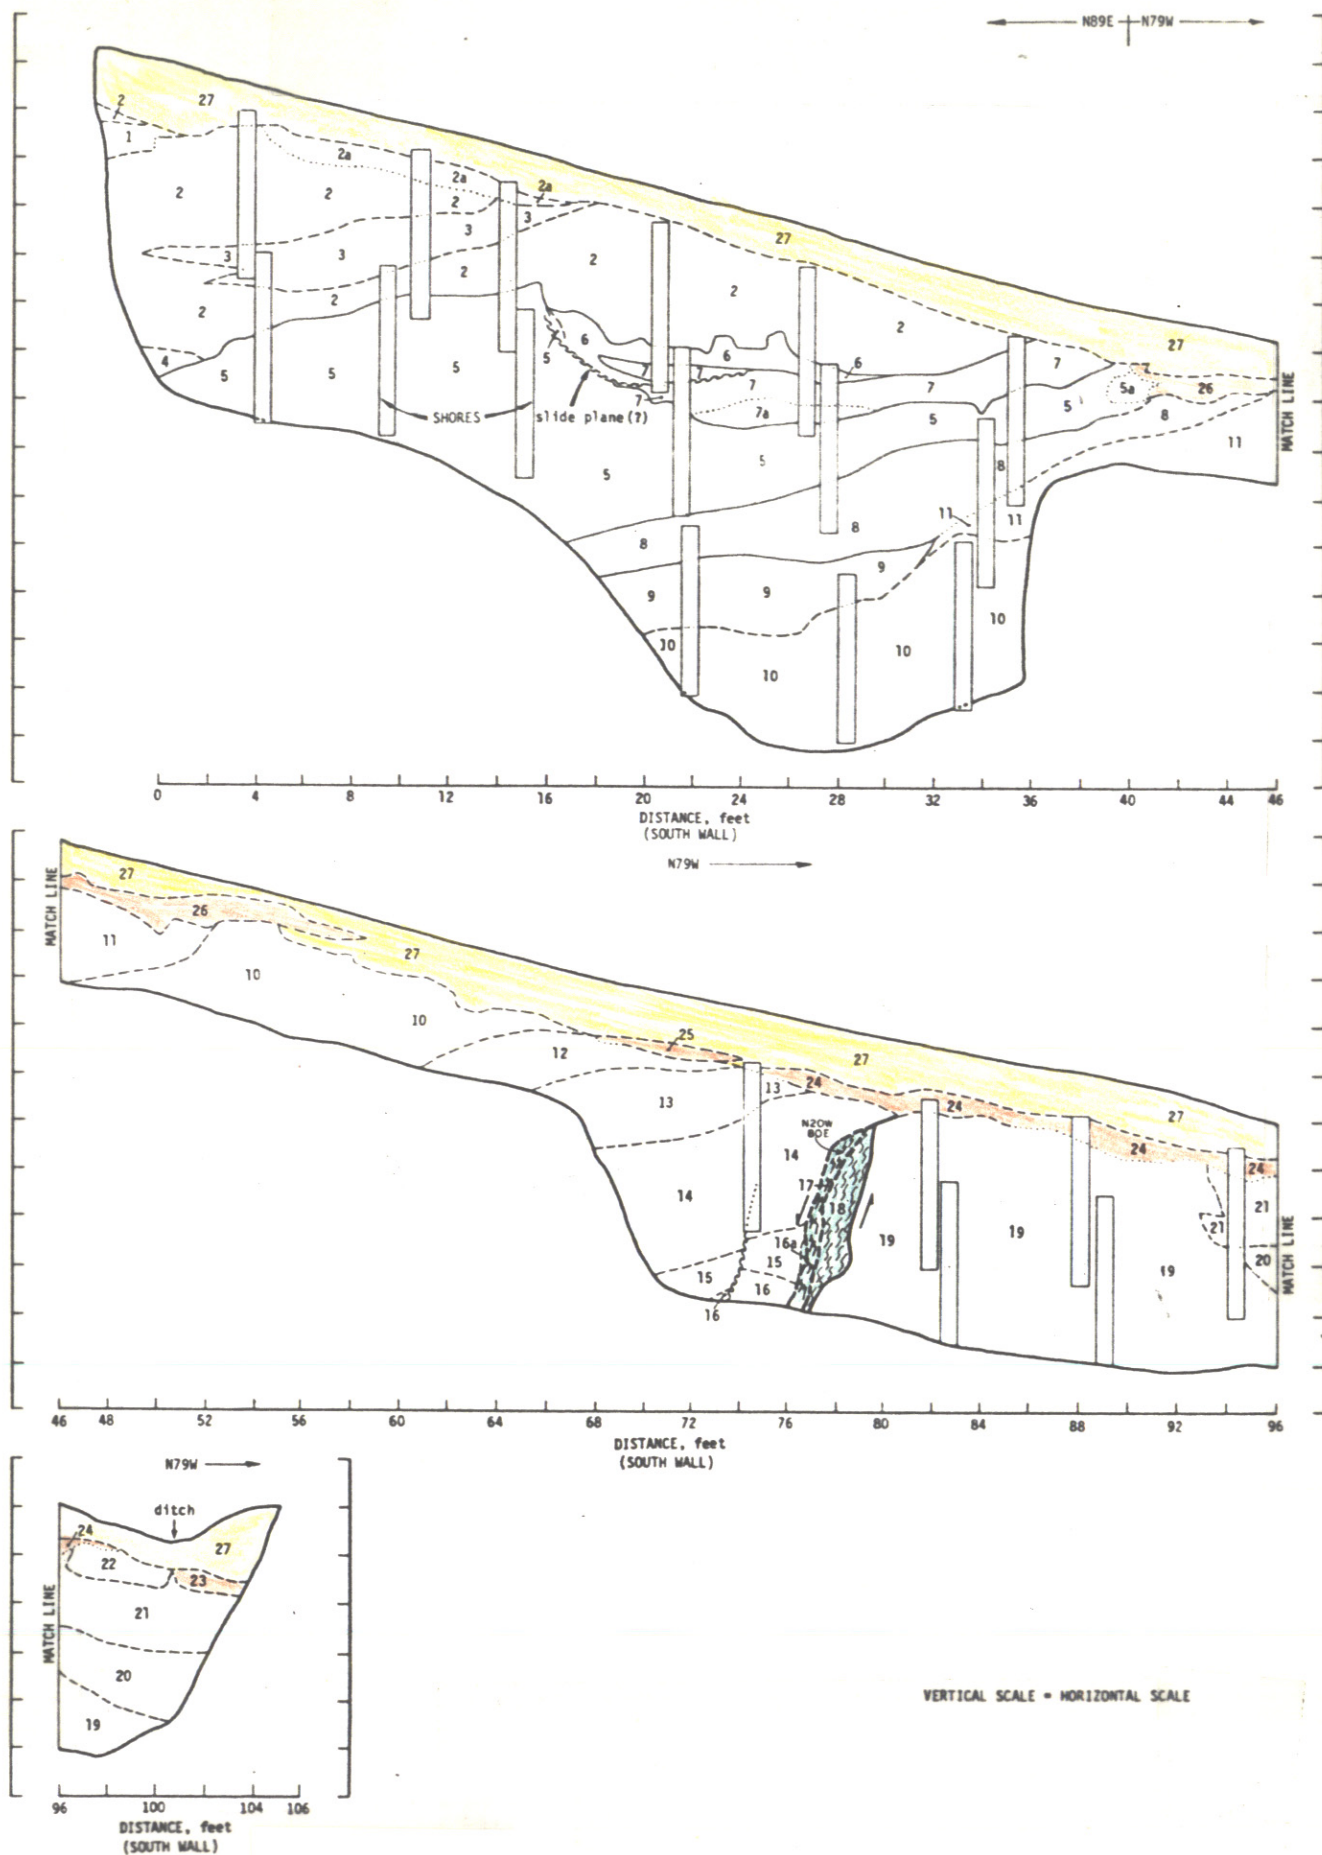 N89E N79W
27
2
1
2a
2 2 2a 2a
2 3 27
3
3 3 2
2 2
2 2 2
4 5 5 5 6 6 6 27
5 7 7 7 7
7a 5 5 5a 26
SHORES slide plane(?) 8
5 5 8 11
MATCH LINE
8 8 11 11
9 9 9
10 10 10 10
0 4 8 12 16 20 24 28 32 36 40 44 46
DISTANCE, feet
(SOUTH WALL)
N79W
MATCH LINE
27
26
11 10 27
10
12 25 27
13 13 24 24 27
N20W
80E
14 14 24 24
17 18 21
16a 19 19 21
15 15 19 20
16 16
MATCH LINE
46 48 52 56 60 64 68 72 76 80 84 88 92 96
DISTANCE, feet
(SOUTH WALL)
N79W
ditch
24
22 27
23
21
MATCH LINE
20
19
VERTICAL SCALE = HORIZONTAL SCALE
96 100 104 106
DISTANCE, feet
(SOUTH WALL)